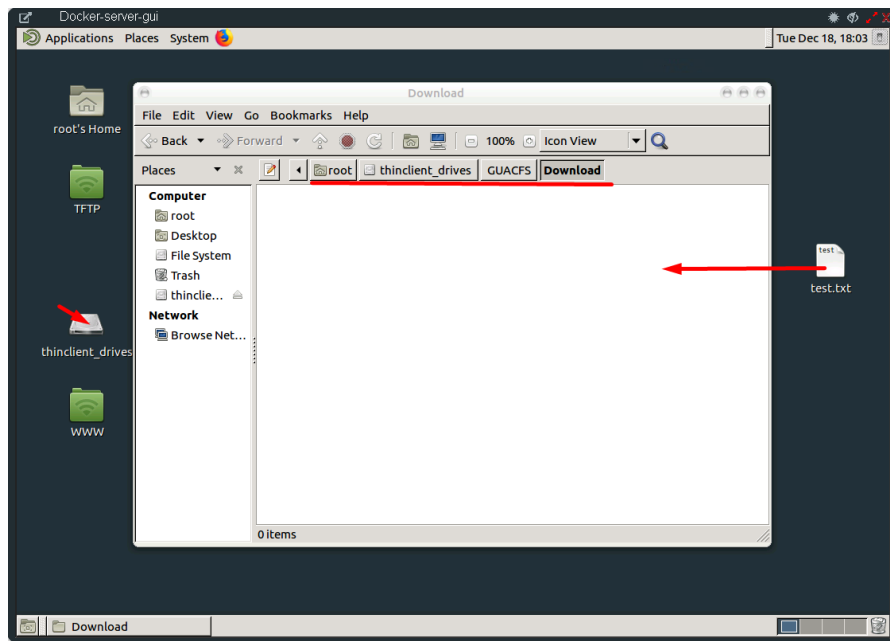 Docker-server-gui
Applications Places System Tue Dec 18, 18:03
Download
File Edit View Go Bookmarks Help
Back Forward 100% Icon View
Places root thinclient_drives GUACFS Download
Computer
root
Desktop
File System
Trash
thinclie...
Network
Browse Net...
0 items
root's Home
TFTP
thinclient_drives
WWW
test
test.txt
Download